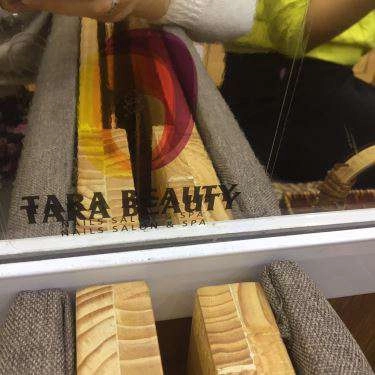 TARA BEAUTY
NAILS SALON & SPA